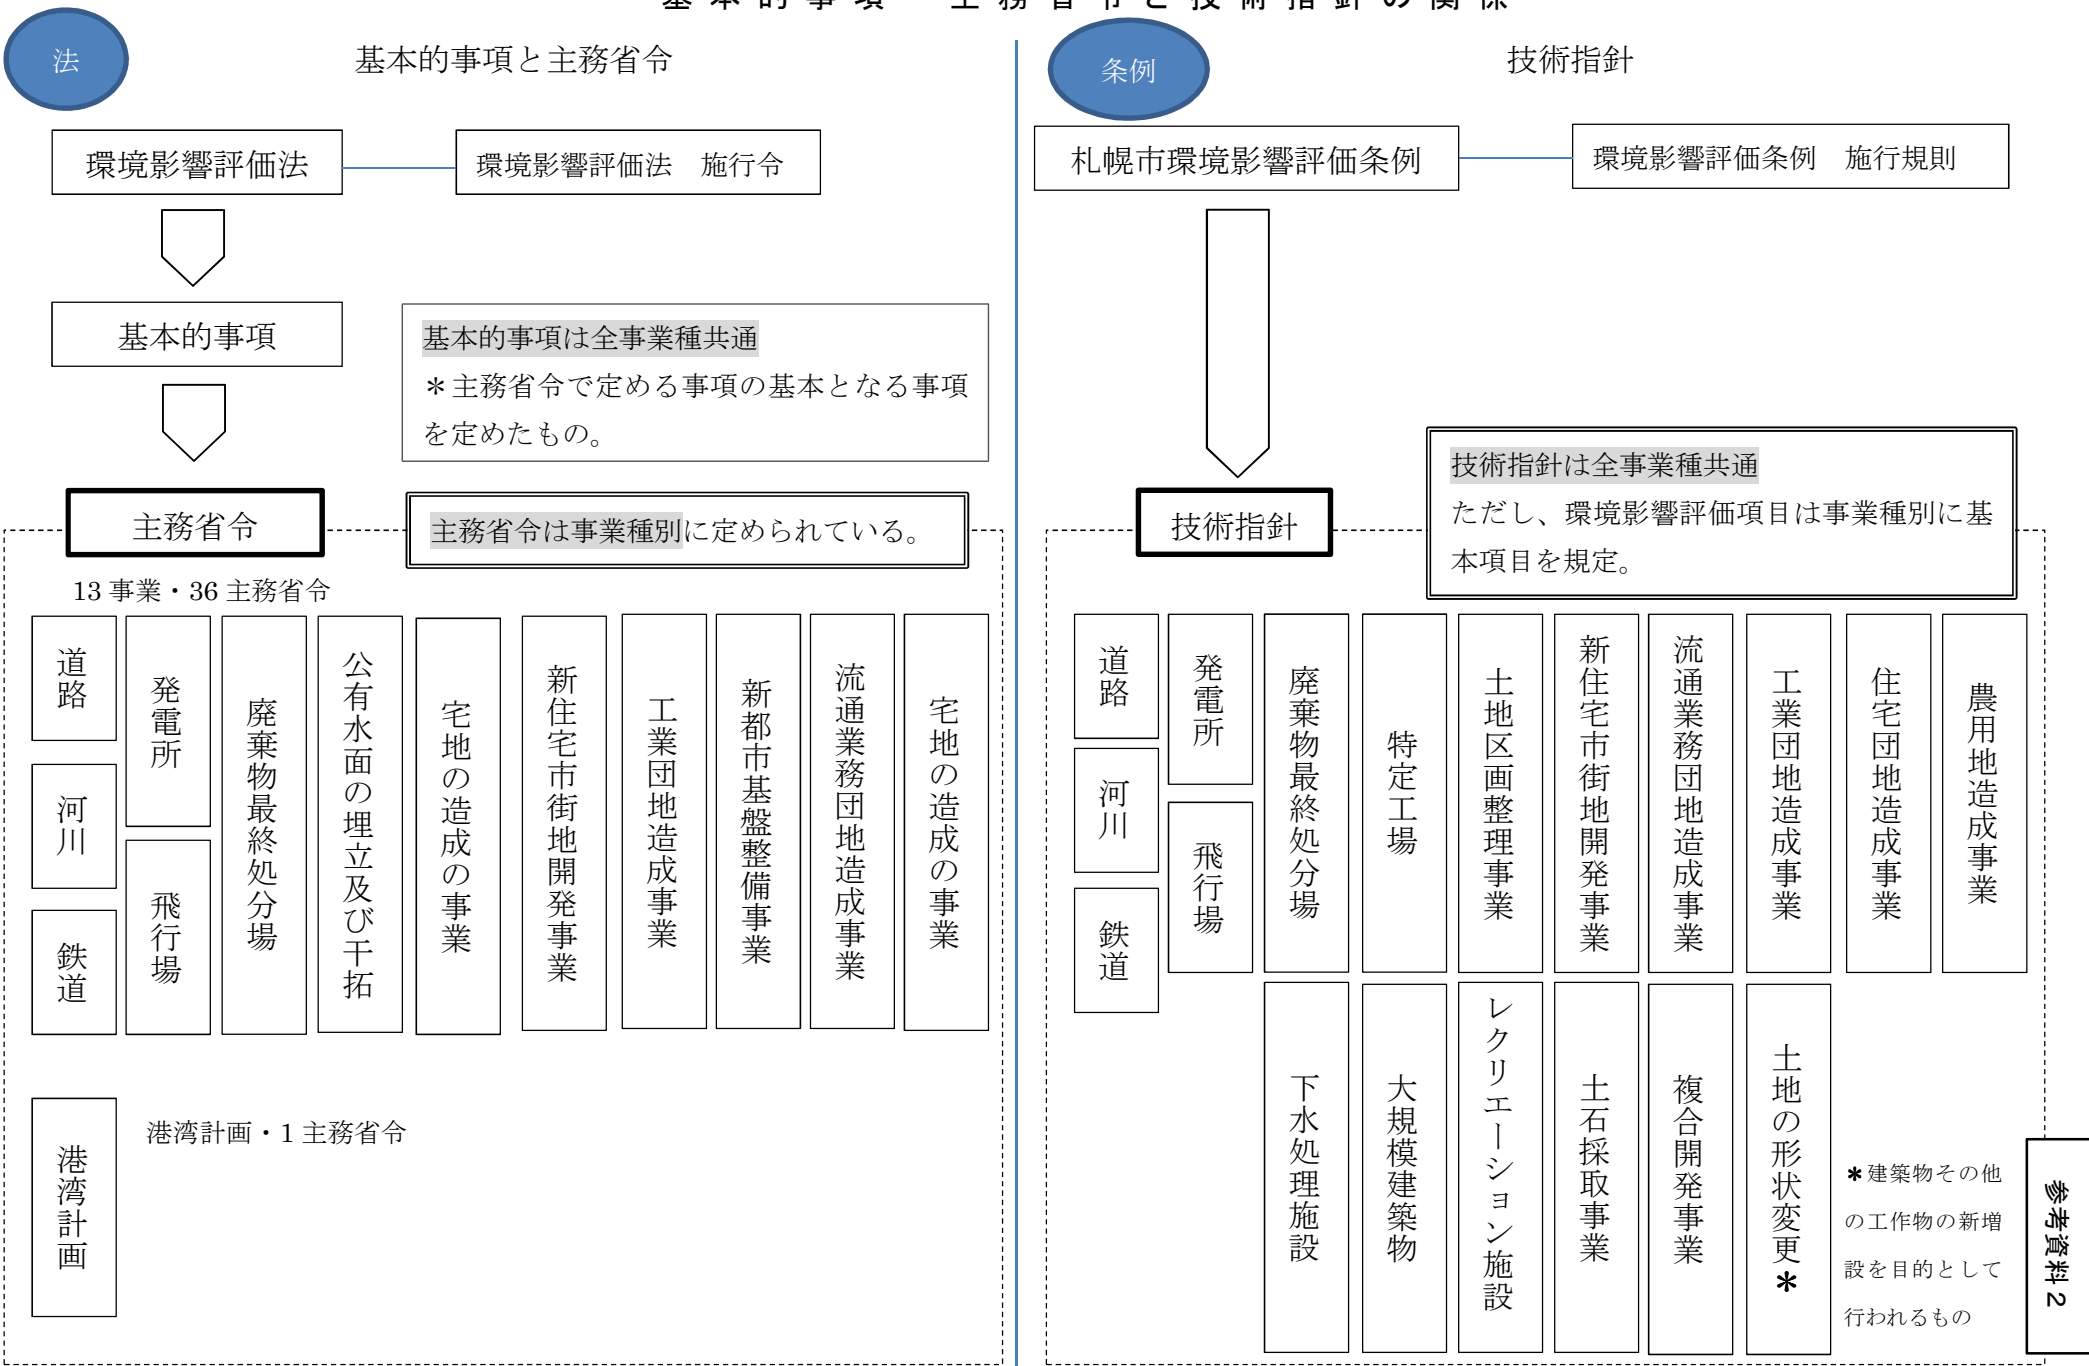 基本的事項・主務省令と技術指針の関係
法
基本的事項と主務省令
環境影響評価法
環境影響評価法　施行令
基本的事項
基本的事項は全事業種共通
＊主務省令で定める事項の基本となる事項
を定めたもの。
主務省令
主務省令は事業種別に定められている。
13 事業・36 主務省令
道路
河川
鉄道
発電所
飛行場
廃棄物最終処分場
公有水面の埋立及び干拓
宅地の造成の事業
新住宅市街地開発事業
工業団地造成事業
新都市基盤整備事業
流通業務団地造成事業
宅地の造成の事業
港湾計画
港湾計画・1 主務省令
条例
技術指針
札幌市環境影響評価条例
環境影響評価条例　施行規則
技術指針
技術指針は全事業種共通
ただし、環境影響評価項目は事業種別に基
本項目を規定。
道路
河川
鉄道
発電所
飛行場
廃棄物最終処分場
特定工場
土地区画整理事業
新住宅市街地開発事業
流通業務団地造成事業
工業団地造成事業
住宅団地造成事業
農用地造成事業
下水処理施設
大規模建築物
レクリエーション施設
土石採取事業
複合開発事業
土地の形状変更＊
＊建築物その他
の工作物の新増
設を目的として
行われるもの
参考資料２